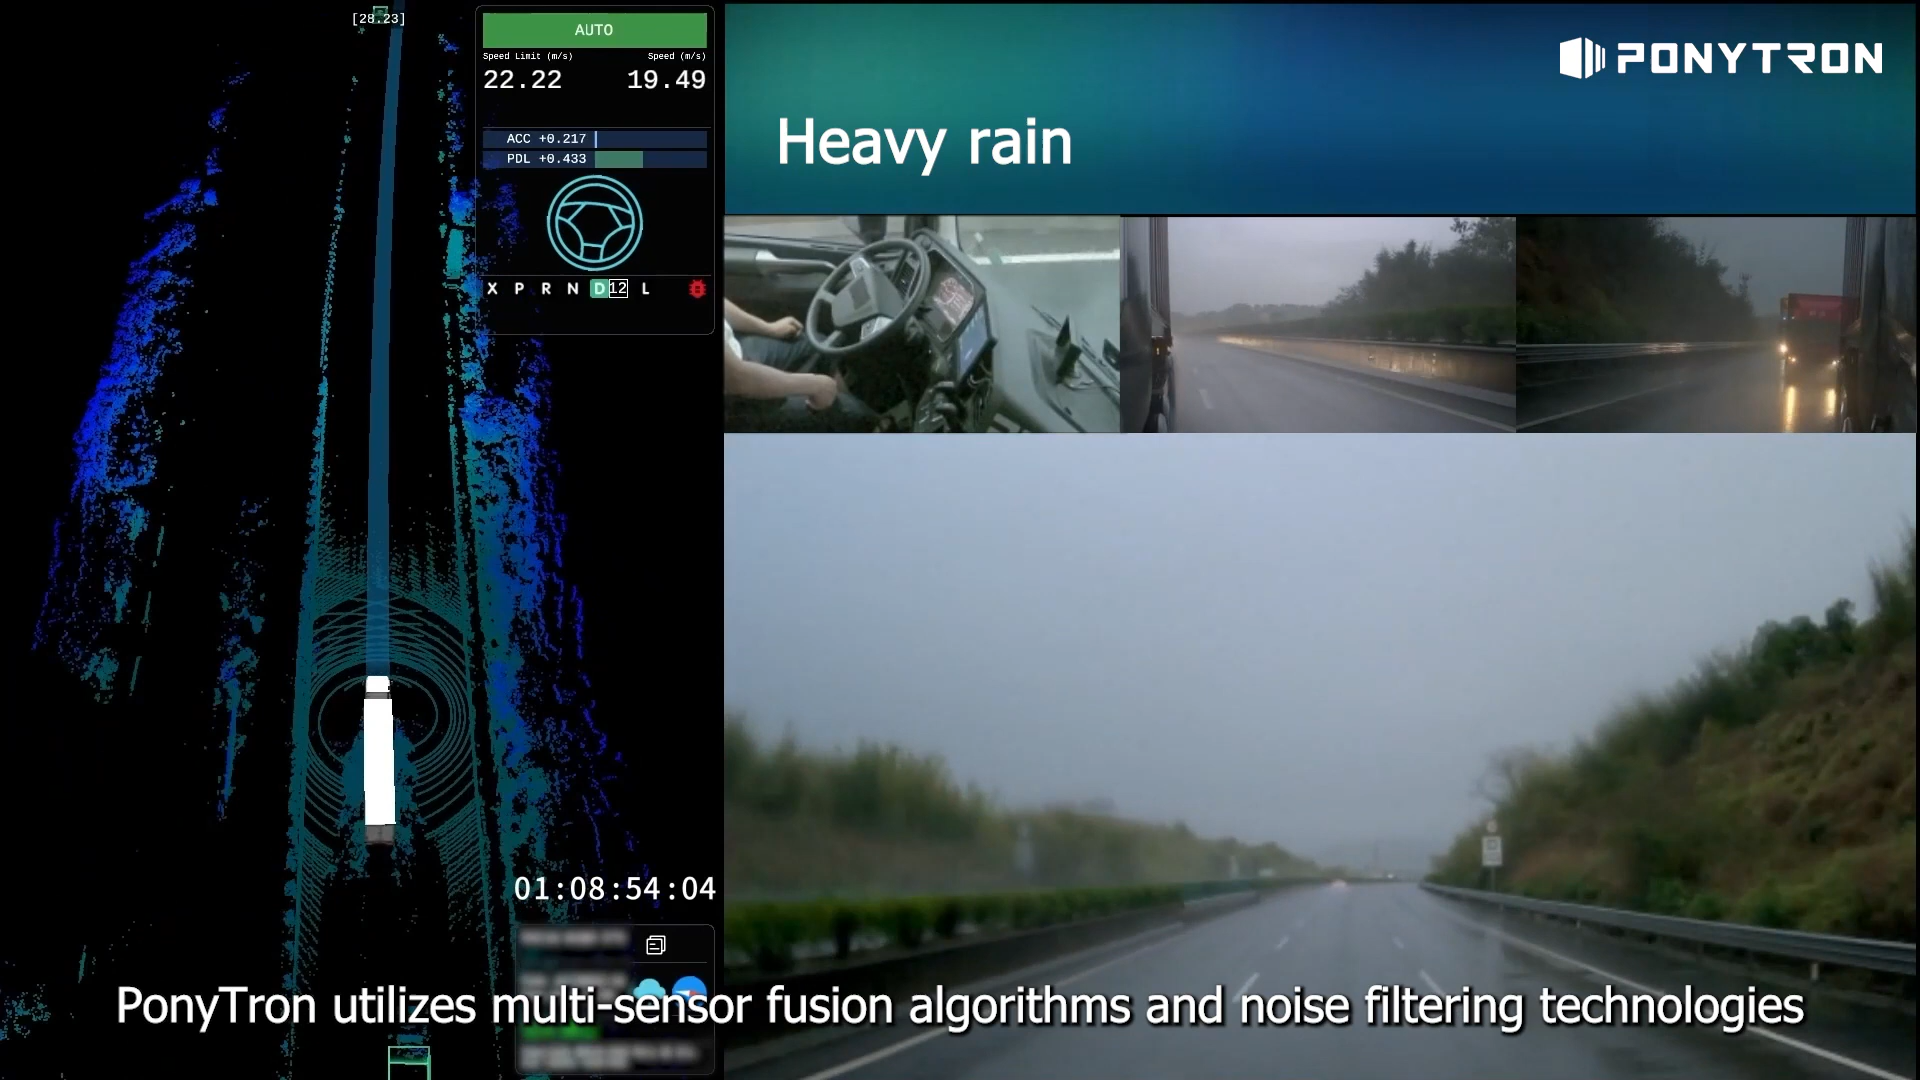 [28.23]
AUTO
Speed Limit (m/s) Speed (m/s)
22.22 19.49
ACC +0.217
PDL +0.433
X P R N D 12 L
PONYTRON
Heavy rain
01:08:54:04
PonyTron utilizes multi-sensor fusion algorithms and noise filtering technologies